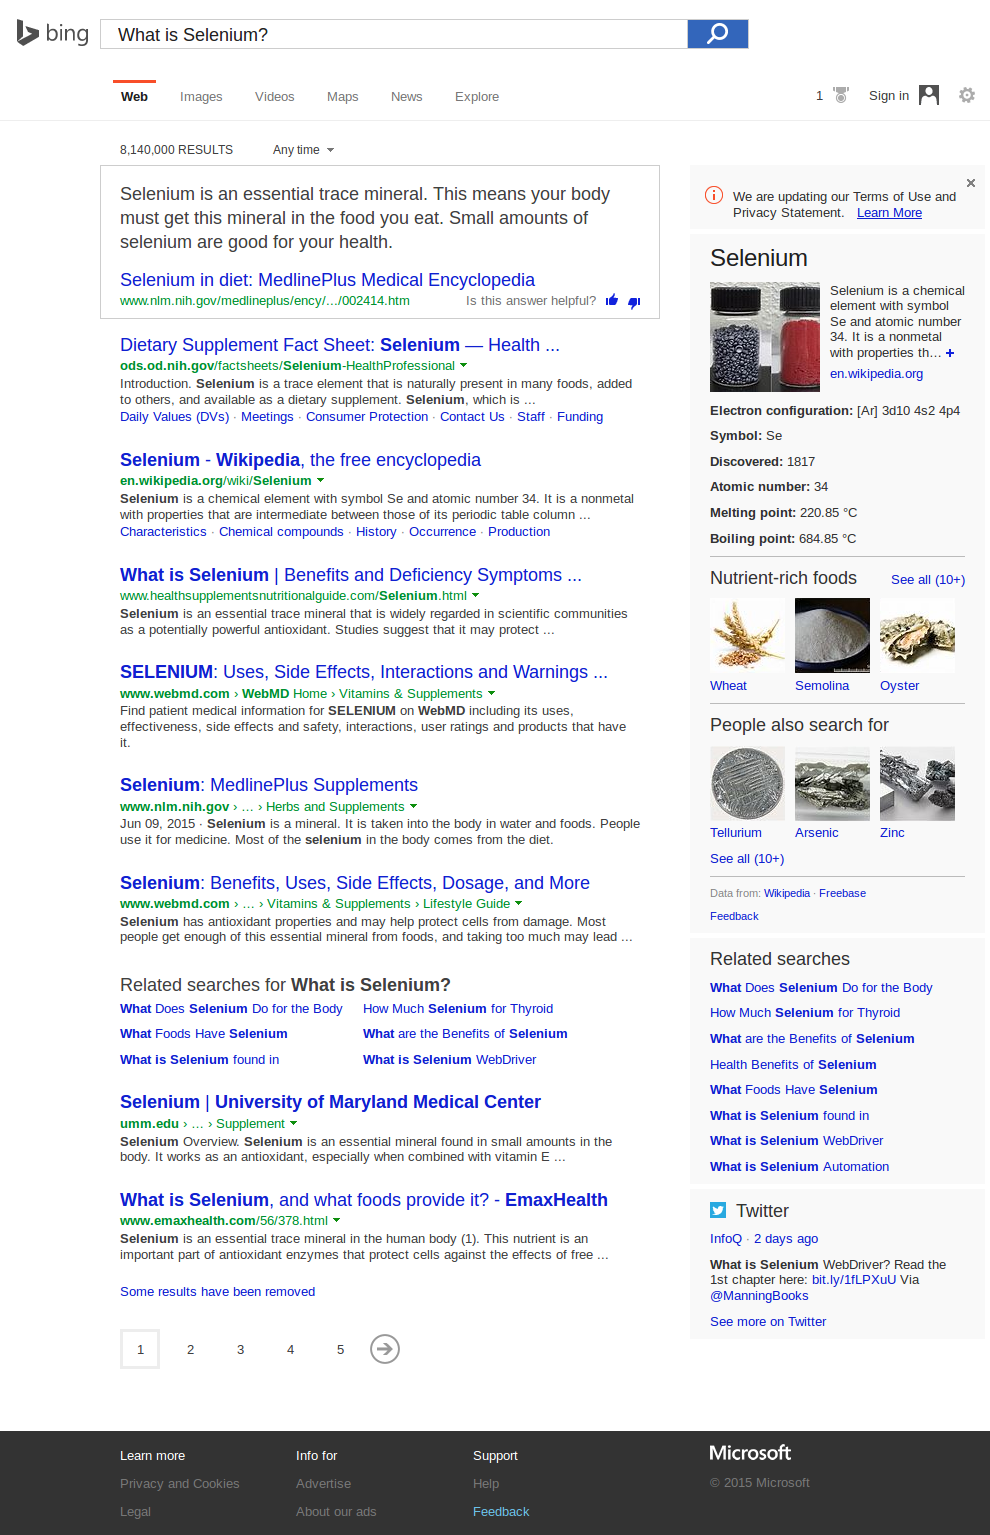 bing
What is Selenium?
Web Images Videos Maps News Explore
1 Sign in
8,140,000 RESULTS Any time
Selenium is an essential trace mineral. This means your body
must get this mineral in the food you eat. Small amounts of
selenium are good for your health.
Selenium in diet: MedlinePlus Medical Encyclopedia
www.nlm.nih.gov/medlineplus/ency/…/002414.htm Is this answer helpful?
Dietary Supplement Fact Sheet: Selenium — Health ...
ods.od.nih.gov/factsheets/Selenium-HealthProfessional
Introduction. Selenium is a trace element that is naturally present in many foods, added
to others, and available as a dietary supplement. Selenium, which is ...
Daily Values (DVs) · Meetings · Consumer Protection · Contact Us · Staff · Funding
Selenium - Wikipedia, the free encyclopedia
en.wikipedia.org/wiki/Selenium
Selenium is a chemical element with symbol Se and atomic number 34. It is a nonmetal
with properties that are intermediate between those of its periodic table column ...
Characteristics · Chemical compounds · History · Occurrence · Production
What is Selenium | Benefits and Deficiency Symptoms ...
www.healthsupplementsnutritionalguide.com/Selenium.html
Selenium is an essential trace mineral that is widely regarded in scientific communities
as a potentially powerful antioxidant. Studies suggest that it may protect ...
SELENIUM: Uses, Side Effects, Interactions and Warnings ...
www.webmd.com › WebMD Home › Vitamins & Supplements
Find patient medical information for SELENIUM on WebMD including its uses,
effectiveness, side effects and safety, interactions, user ratings and products that have
it.
Selenium: MedlinePlus Supplements
www.nlm.nih.gov › … › Herbs and Supplements
Jun 09, 2015 · Selenium is a mineral. It is taken into the body in water and foods. People
use it for medicine. Most of the selenium in the body comes from the diet.
Selenium: Benefits, Uses, Side Effects, Dosage, and More
www.webmd.com › … › Vitamins & Supplements › Lifestyle Guide
Selenium has antioxidant properties and may help protect cells from damage. Most
people get enough of this essential mineral from foods, and taking too much may lead ...
Related searches for What is Selenium?
What Does Selenium Do for the Body How Much Selenium for Thyroid
What Foods Have Selenium What are the Benefits of Selenium
What is Selenium found in What is Selenium WebDriver
Selenium | University of Maryland Medical Center
umm.edu › … › Supplement
Selenium Overview. Selenium is an essential mineral found in small amounts in the
body. It works as an antioxidant, especially when combined with vitamin E ...
What is Selenium, and what foods provide it? - EmaxHealth
www.emaxhealth.com/56/378.html
Selenium is an essential trace mineral in the human body (1). This nutrient is an
important part of antioxidant enzymes that protect cells against the effects of free ...
Some results have been removed
1 2 3 4 5
We are updating our Terms of Use and
Privacy Statement. Learn More
Selenium
Selenium is a chemical
element with symbol
Se and atomic number
34. It is a nonmetal
with properties th…
en.wikipedia.org
Electron configuration: [Ar] 3d10 4s2 4p4
Symbol: Se
Discovered: 1817
Atomic number: 34
Melting point: 220.85 °C
Boiling point: 684.85 °C
Nutrient-rich foods See all (10+)
Wheat Semolina Oyster
People also search for
Tellurium Arsenic Zinc
See all (10+)
Data from: Wikipedia · Freebase
Feedback
Related searches
What Does Selenium Do for the Body
How Much Selenium for Thyroid
What are the Benefits of Selenium
Health Benefits of Selenium
What Foods Have Selenium
What is Selenium found in
What is Selenium WebDriver
What is Selenium Automation
Twitter
InfoQ · 2 days ago
What is Selenium WebDriver? Read the
1st chapter here: bit.ly/1fLPXuU Via
@ManningBooks
See more on Twitter
Learn more Info for Support Microsoft
Privacy and Cookies Advertise Help © 2015 Microsoft
Legal About our ads Feedback